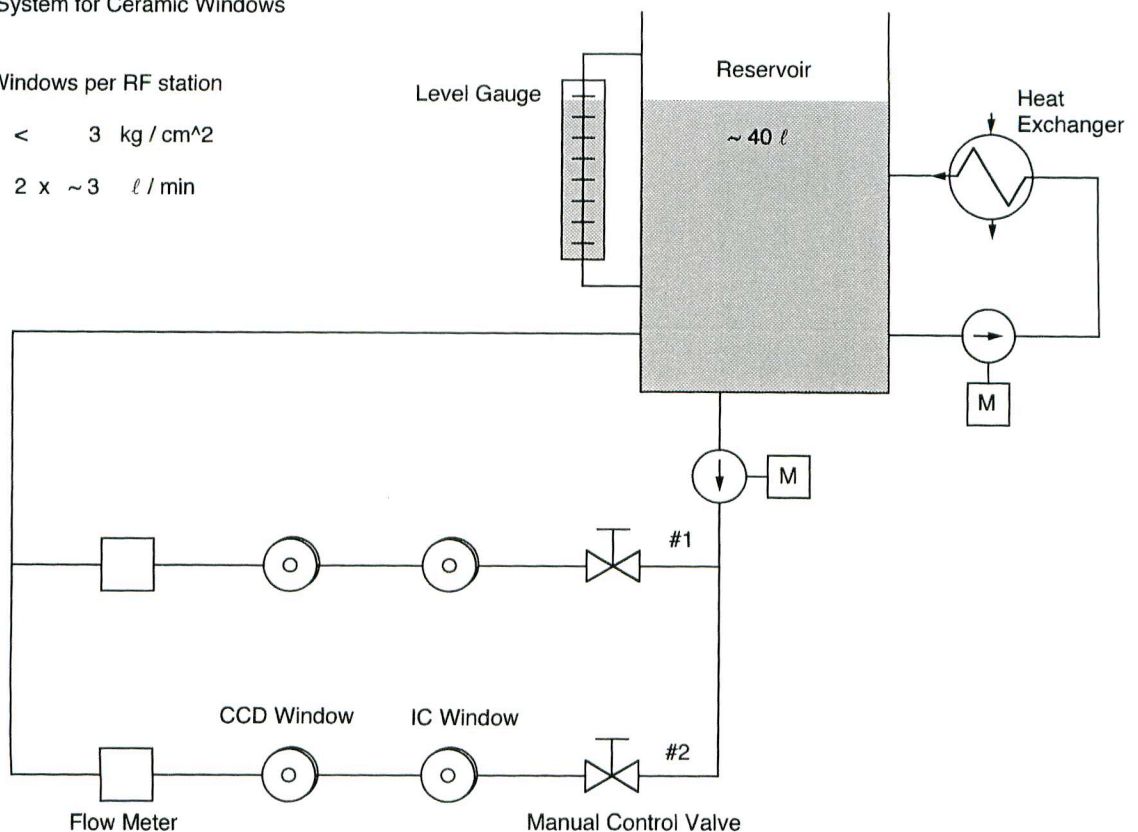 System for Ceramic Windows
Windows per RF station
< 3 kg / cm^2
2 x ~ 3 ℓ / min
Level Gauge
Reservoir
~ 40 ℓ
Heat
Exchanger
M
M
#1
CCD Window
IC Window
#2
Flow Meter
Manual Control Valve